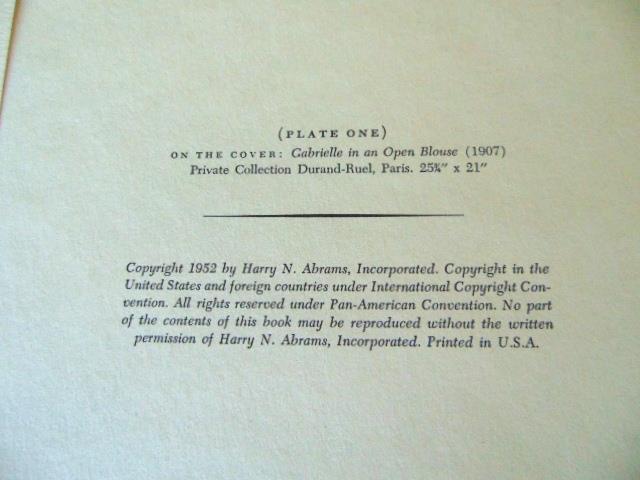 (PLATE ONE)
ON THE COVER: Gabrielle in an Open Blouse (1907)
Private Collection Durand-Ruel, Paris. 25¾" x 21"
Copyright 1952 by Harry N. Abrams, Incorporated. Copyright in the
United States and foreign countries under International Copyright Con-
vention. All rights reserved under Pan-American Convention. No part
of the contents of this book may be reproduced without the written
permission of Harry N. Abrams, Incorporated. Printed in U.S.A.